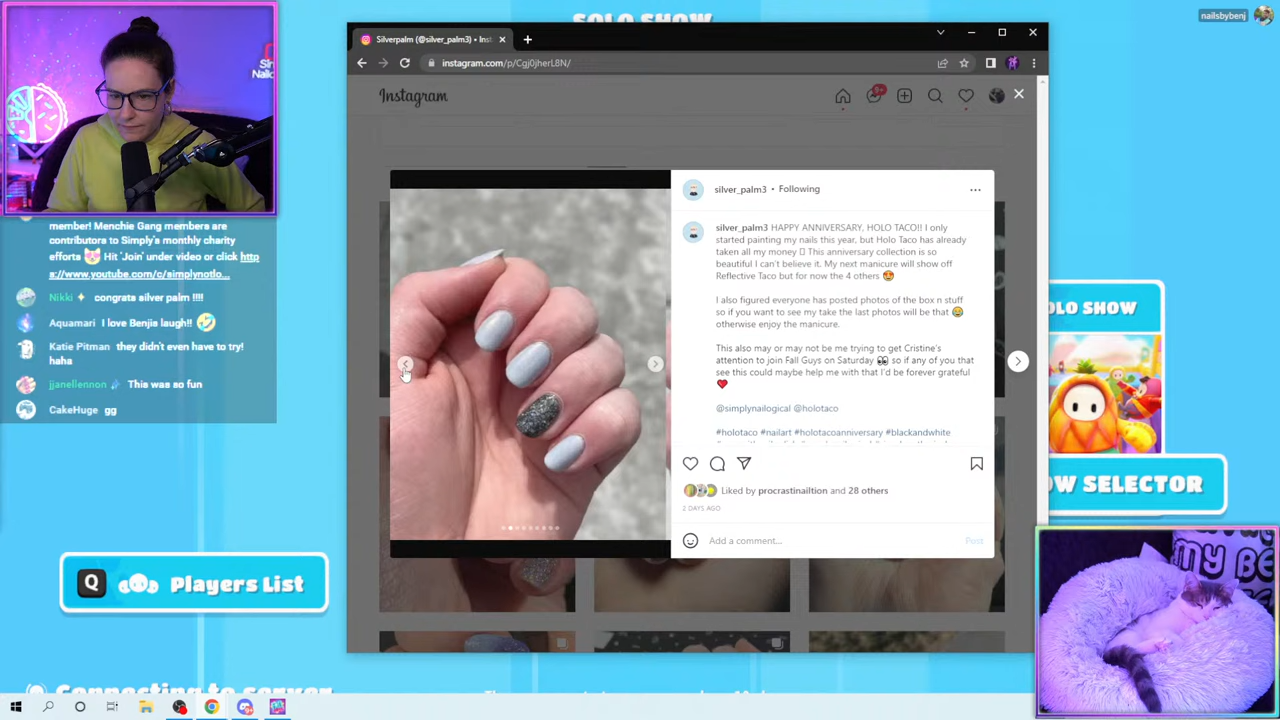 SOLO SHOW
nailsbybenj
Silverpalm (@silver_palm3) • Inst
instagram.com/p/Cgj0jherL8N/
Instagram
9+
member! Menchie Gang members are
contributors to Simply's monthly charity
efforts 😻 Hit 'Join' under video or click http
s://www.youtube.com/c/simplynotlo...
Nikki congrats silver palm !!!!
Aquamari I love Benjis laugh!! 🤣
Katie Pitman they didn't even have to try!
haha
jjanellennon This was so fun
CakeHuge gg
silver_palm3 • Following
silver_palm3 HAPPY ANNIVERSARY, HOLO TACO!! I only
started painting my nails this year, but Holo Taco has already
taken all my money This anniversary collection is so
beautiful I can't believe it. My next manicure will show off
Reflective Taco but for now the 4 others 🤩
I also figured everyone has posted photos of the box n stuff
so if you want to see my take the last photos will be that 😂
otherwise enjoy the manicure.
This also may or may not be me trying to get Cristine's
attention to join Fall Guys on Saturday 👀 so if any of you that
see this could maybe help me with that I'd be forever grateful
❤️
@simplynailogical @holotaco
#holotaco #nailart #holotacoanniversary #blackandwhite
Liked by procrastinailtion and 28 others
2 DAYS AGO
Add a comment...
Post
OLO SHOW
OW SELECTOR
Q Players List
Connecting to server
MY BE